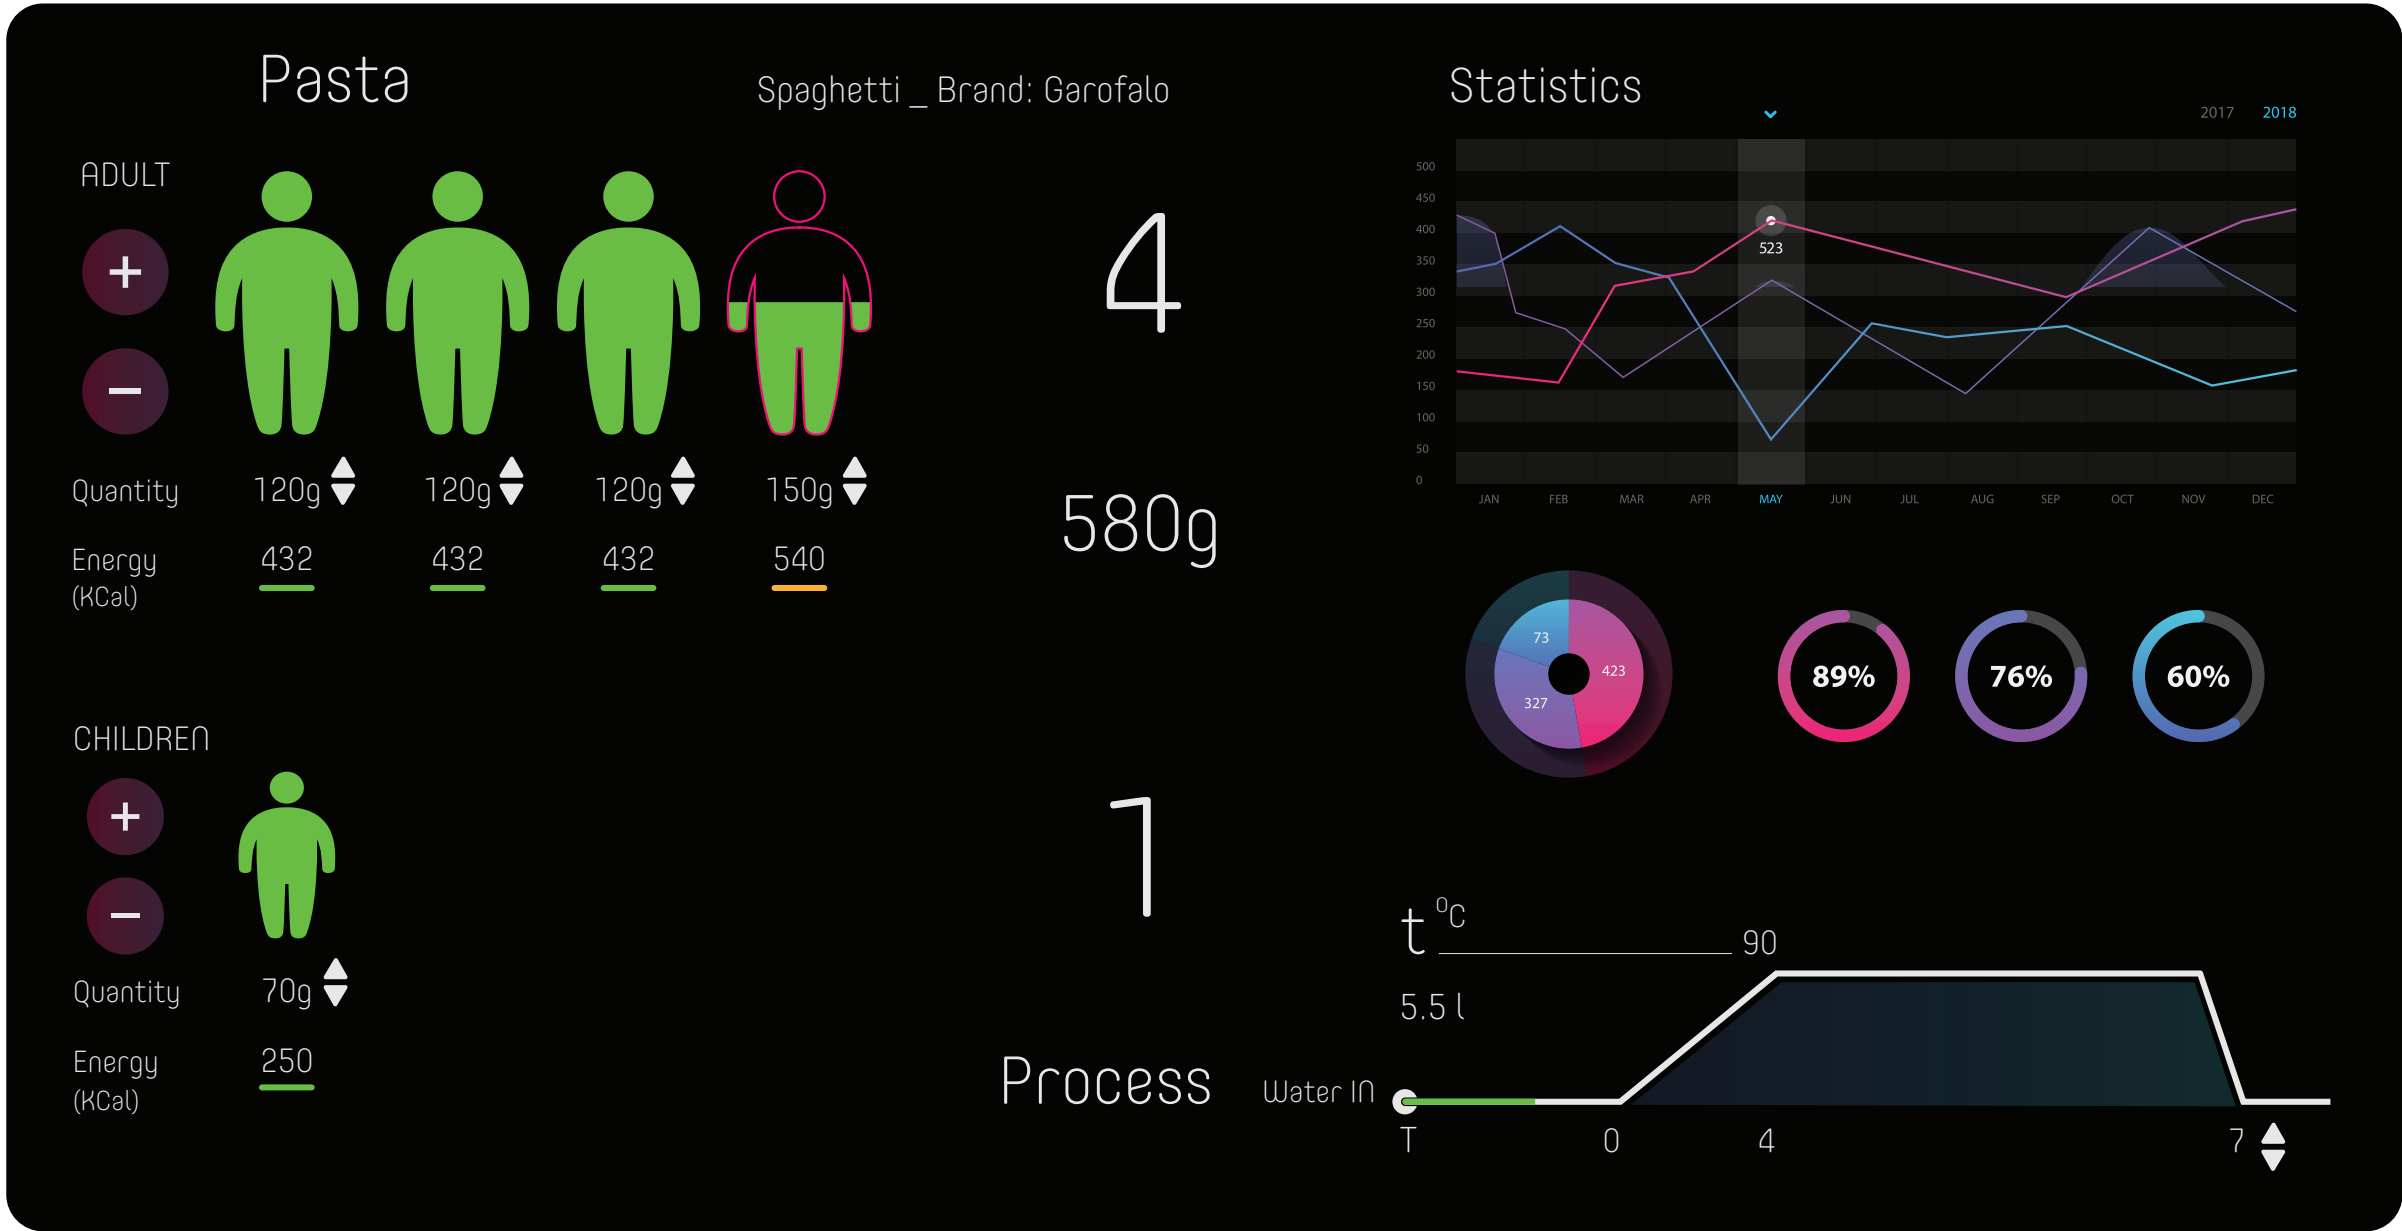 Pasta
Spaghetti _ Brand: Garofalo
ADULT
+
−
4
Quantity
120g 120g 120g 150g
580g
Energy
(KCal)
432 432 432 540
CHILDREN
+
−
1
Quantity
70g
Energy
(KCal)
250
Statistics
2017 2018
500
450
400
350
300
250
200
150
100
50
0
523
JAN FEB MAR APR MAY JUN JUL AUG SEP OCT NOV DEC
73
423
327
89% 76% 60%
t °C
90
5.5 l
Process
Water IN
T 0 4 7